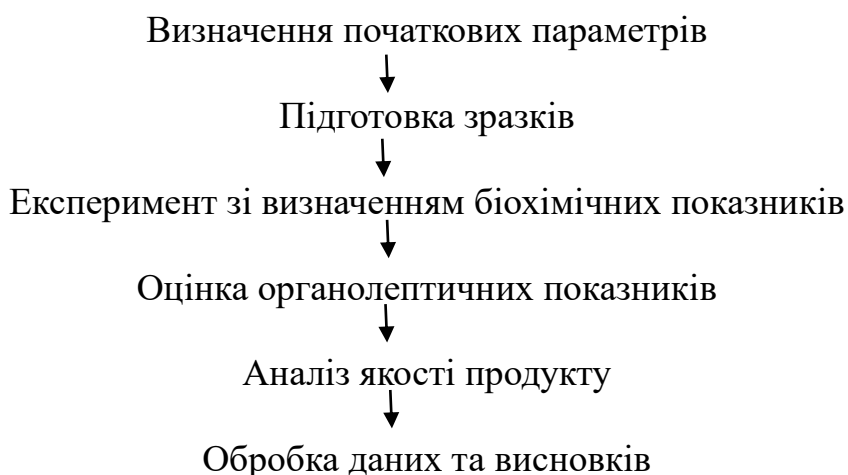 Визначення початкових параметрів
Підготовка зразків
Експеримент зі визначенням біохімічних показників
Оцінка органолептичних показників
Аналіз якості продукту
Обробка даних та висновків